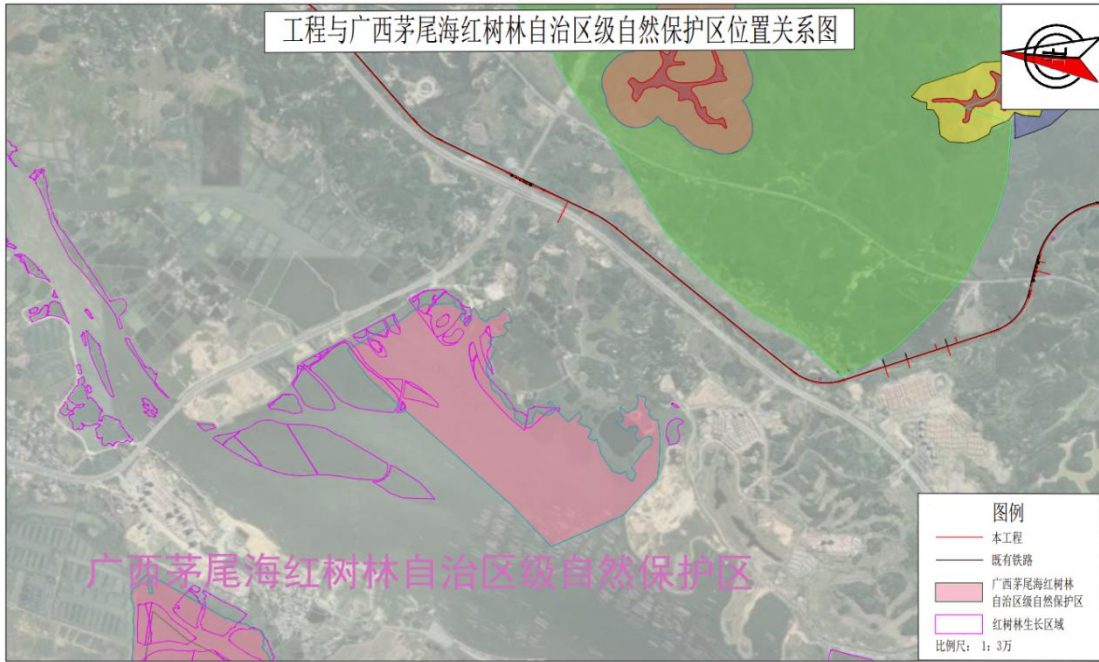 工程与广西茅尾海红树林自治区级自然保护区位置关系图
北
广西茅尾海红树林自治区级自然保护区
图例
本工程
既有铁路
广西茅尾海红树林
自治区级自然保护区
红树林生长区域
比例尺： 1：3万